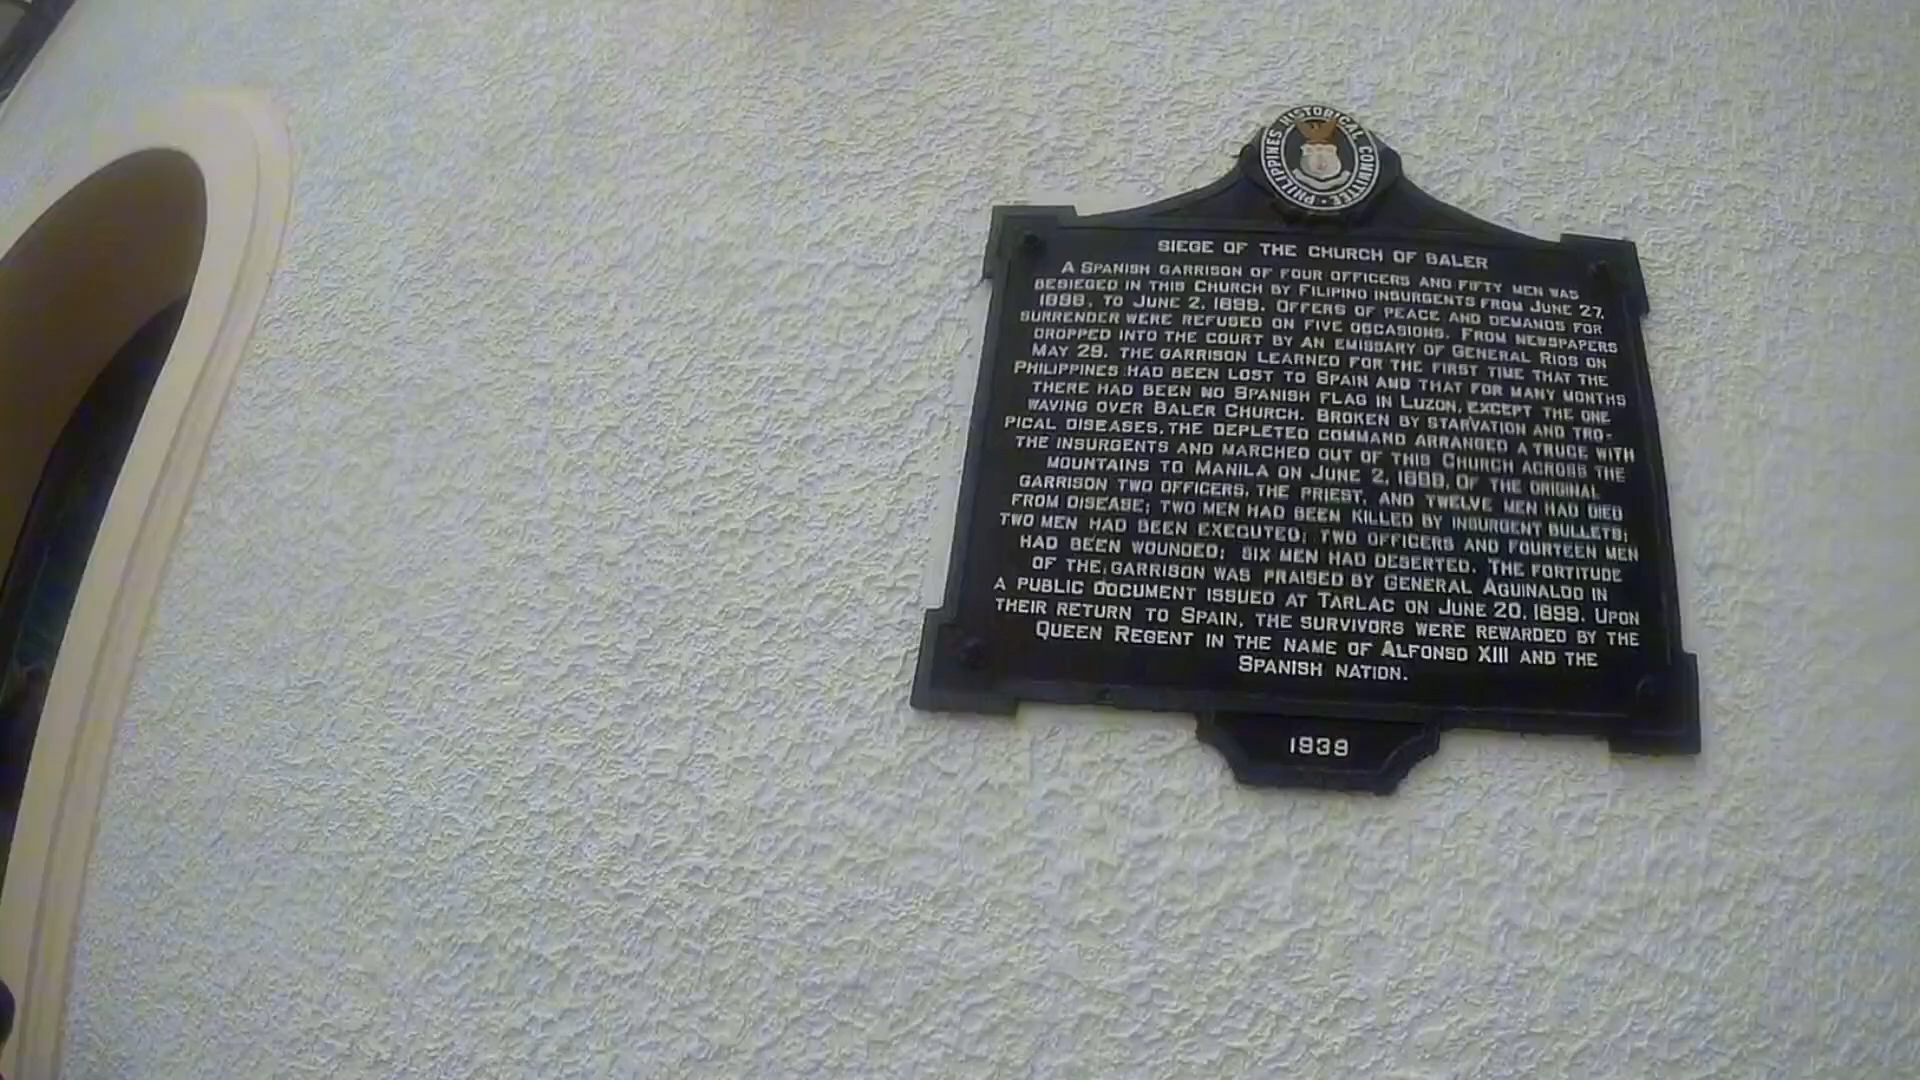 PHILIPPINES HISTORICAL COMMITTEE
SIEGE OF THE CHURCH OF BALER
A SPANISH GARRISON OF FOUR OFFICERS AND FIFTY MEN WAS
BESIEGED IN THIS CHURCH BY FILIPINO INSURGENTS FROM JUNE 27,
1898, TO JUNE 2, 1899. OFFERS OF PEACE AND DEMANDS FOR
SURRENDER WERE REFUSED ON FIVE OCCASIONS. FROM NEWSPAPERS
DROPPED INTO THE COURT BY AN EMISSARY OF GENERAL RIOS ON
MAY 29, THE GARRISON LEARNED FOR THE FIRST TIME THAT THE
PHILIPPINES HAD BEEN LOST TO SPAIN AND THAT FOR MANY MONTHS
THERE HAD BEEN NO SPANISH FLAG IN LUZON, EXCEPT THE ONE
WAVING OVER BALER CHURCH. BROKEN BY STARVATION AND TRO-
PICAL DISEASES, THE DEPLETED COMMAND ARRANGED A TRUCE WITH
THE INSURGENTS AND MARCHED OUT OF THIS CHURCH ACROSS THE
MOUNTAINS TO MANILA ON JUNE 2, 1899. OF THE ORIGINAL
GARRISON TWO OFFICERS, THE PRIEST, AND TWELVE MEN HAD DIED
FROM DISEASE; TWO MEN HAD BEEN KILLED BY INSURGENT BULLETS;
TWO MEN HAD BEEN EXECUTED; TWO OFFICERS AND FOURTEEN MEN
HAD BEEN WOUNDED; SIX MEN HAD DESERTED. THE FORTITUDE
OF THE GARRISON WAS PRAISED BY GENERAL AGUINALDO IN
A PUBLIC DOCUMENT ISSUED AT TARLAC ON JUNE 20, 1899. UPON
THEIR RETURN TO SPAIN, THE SURVIVORS WERE REWARDED BY THE
QUEEN REGENT IN THE NAME OF ALFONSO XIII AND THE
SPANISH NATION.
1939